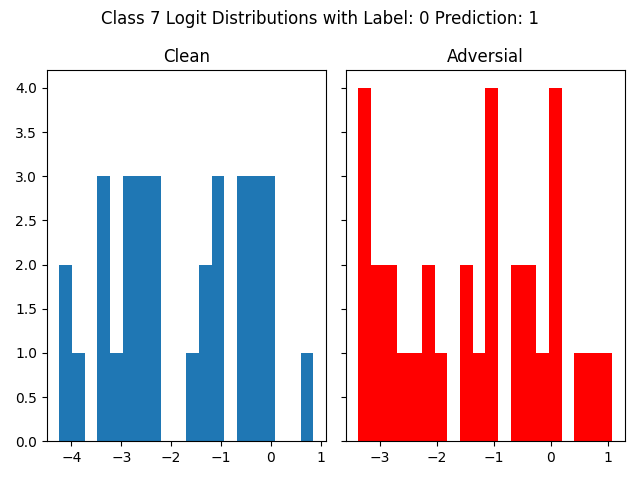 Class 7 Logit Distributions with Label: 0 Prediction: 1
Clean
Adversial
4.0
3.5
3.0
2.5
2.0
1.5
1.0
0.5
0.0
−4 −3 −2 −1 0 1
−3 −2 −1 0 1